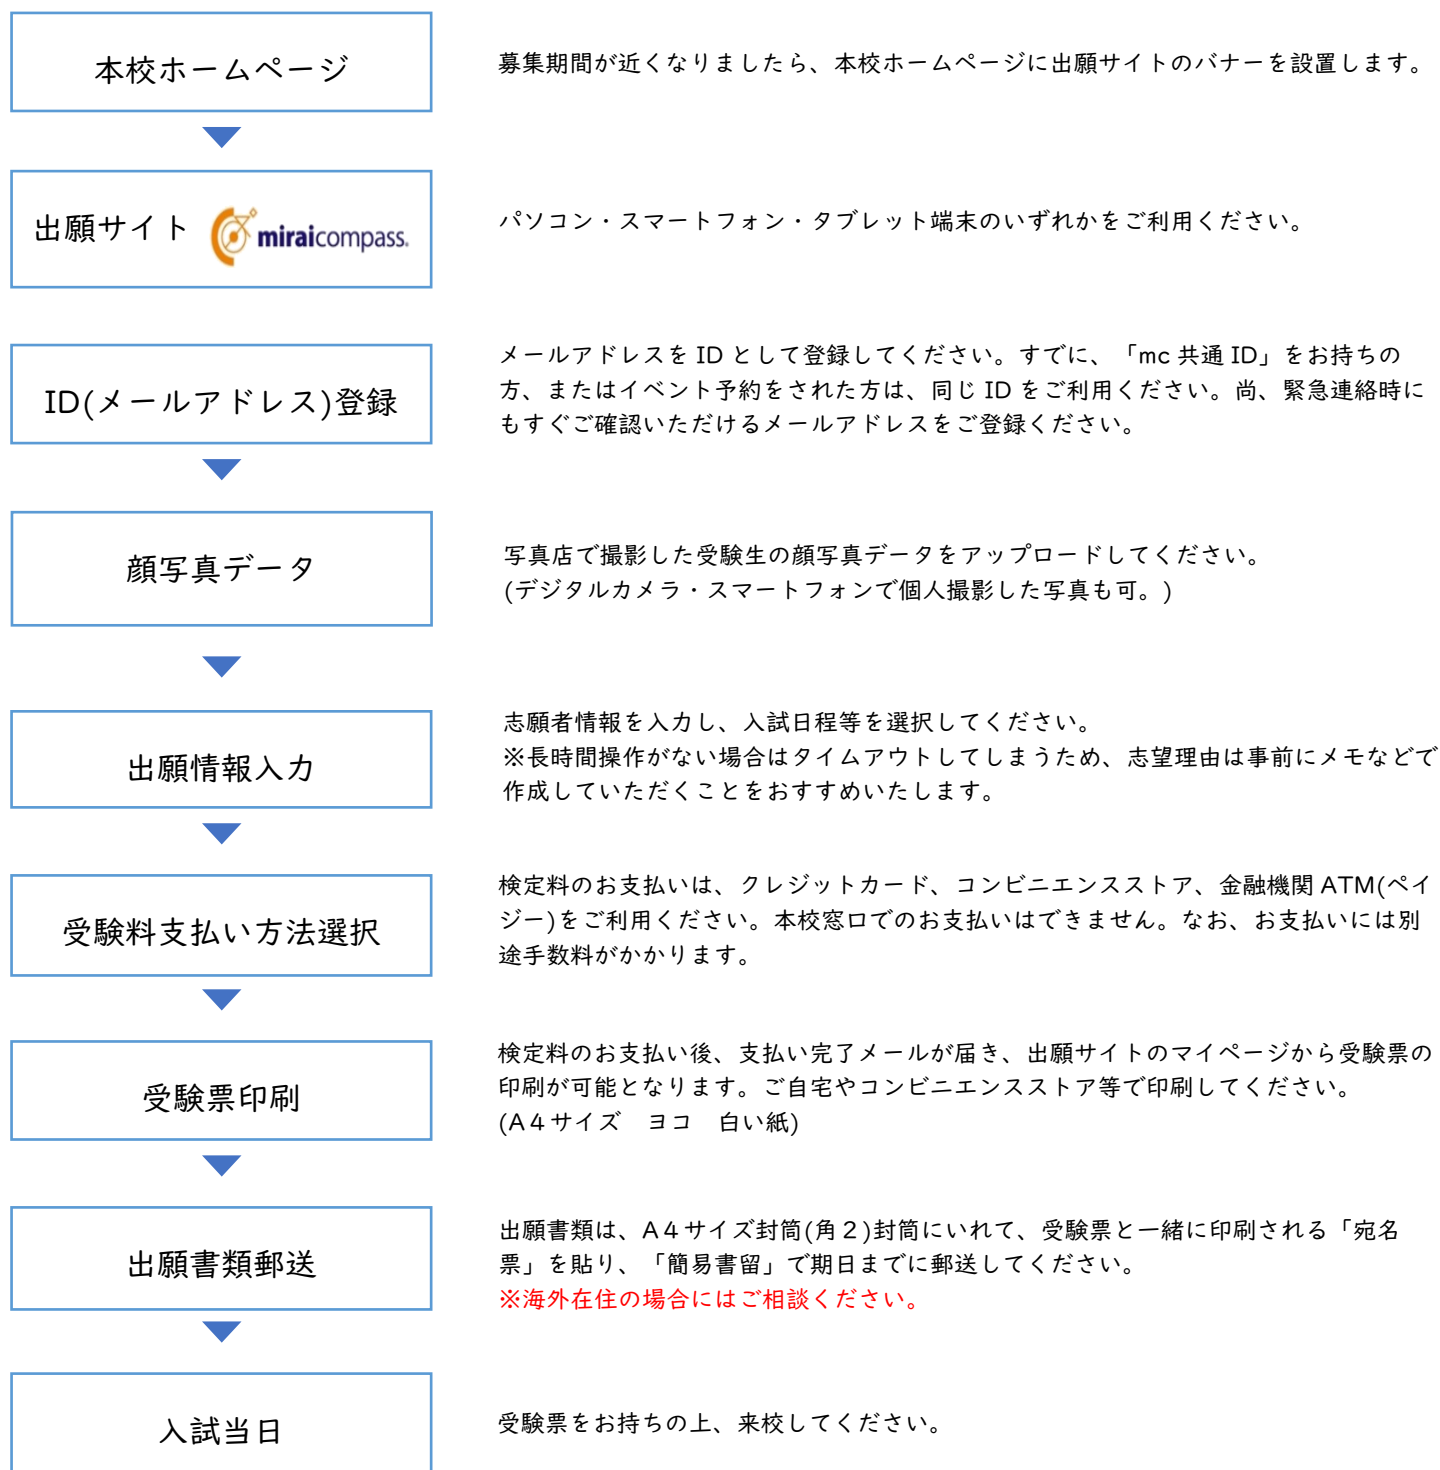 本校ホームページ
募集期間が近くなりましたら、本校ホームページに出願サイトのバナーを設置します。
出願サイト miraicompass.
パソコン・スマートフォン・タブレット端末のいずれかをご利用ください。
ID(メールアドレス)登録
メールアドレスを ID として登録してください。すでに、「mc 共通 ID」をお持ちの
方、またはイベント予約をされた方は、同じ ID をご利用ください。尚、緊急連絡時に
もすぐご確認いただけるメールアドレスをご登録ください。
顔写真データ
写真店で撮影した受験生の顔写真データをアップロードしてください。
(デジタルカメラ・スマートフォンで個人撮影した写真も可。)
出願情報入力
志願者情報を入力し、入試日程等を選択してください。
※長時間操作がない場合はタイムアウトしてしまうため、志望理由は事前にメモなどで
作成していただくことをおすすめいたします。
受験料支払い方法選択
検定料のお支払いは、クレジットカード、コンビニエンスストア、金融機関 ATM(ペイ
ジー)をご利用ください。本校窓口でのお支払いはできません。なお、お支払いには別
途手数料がかかります。
受験票印刷
検定料のお支払い後、支払い完了メールが届き、出願サイトのマイページから受験票の
印刷が可能となります。ご自宅やコンビニエンスストア等で印刷してください。
(A4サイズ　ヨコ　白い紙)
出願書類郵送
出願書類は、A4サイズ封筒(角2)封筒にいれて、受験票と一緒に印刷される「宛名
票」を貼り、「簡易書留」で期日までに郵送してください。
※海外在住の場合にはご相談ください。
入試当日
受験票をお持ちの上、来校してください。